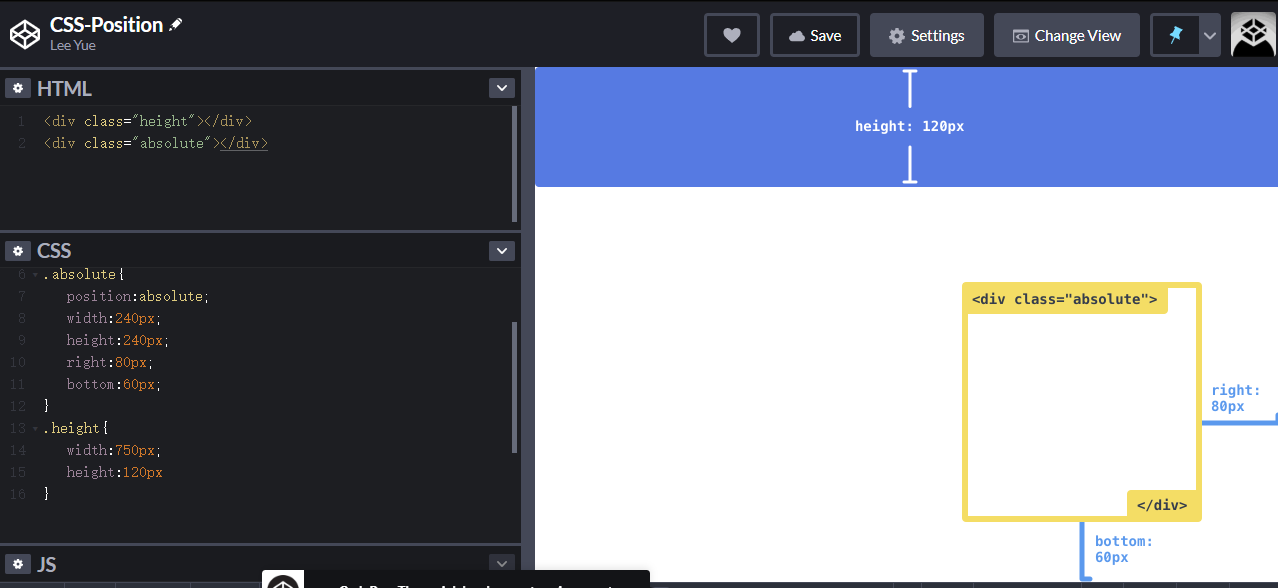 CSS-Position
Lee Yue
Save
Settings
Change View
HTML
1 <div class="height"></div>
2 <div class="absolute"></div>
CSS
6 .absolute{
7 position:absolute;
8 width:240px;
9 height:240px;
10 right:80px;
11 bottom:60px;
12 }
13 .height{
14 width:750px;
15 height:120px
16 }
JS
height: 120px
<div class="absolute">
right:
80px
</div>
bottom:
60px